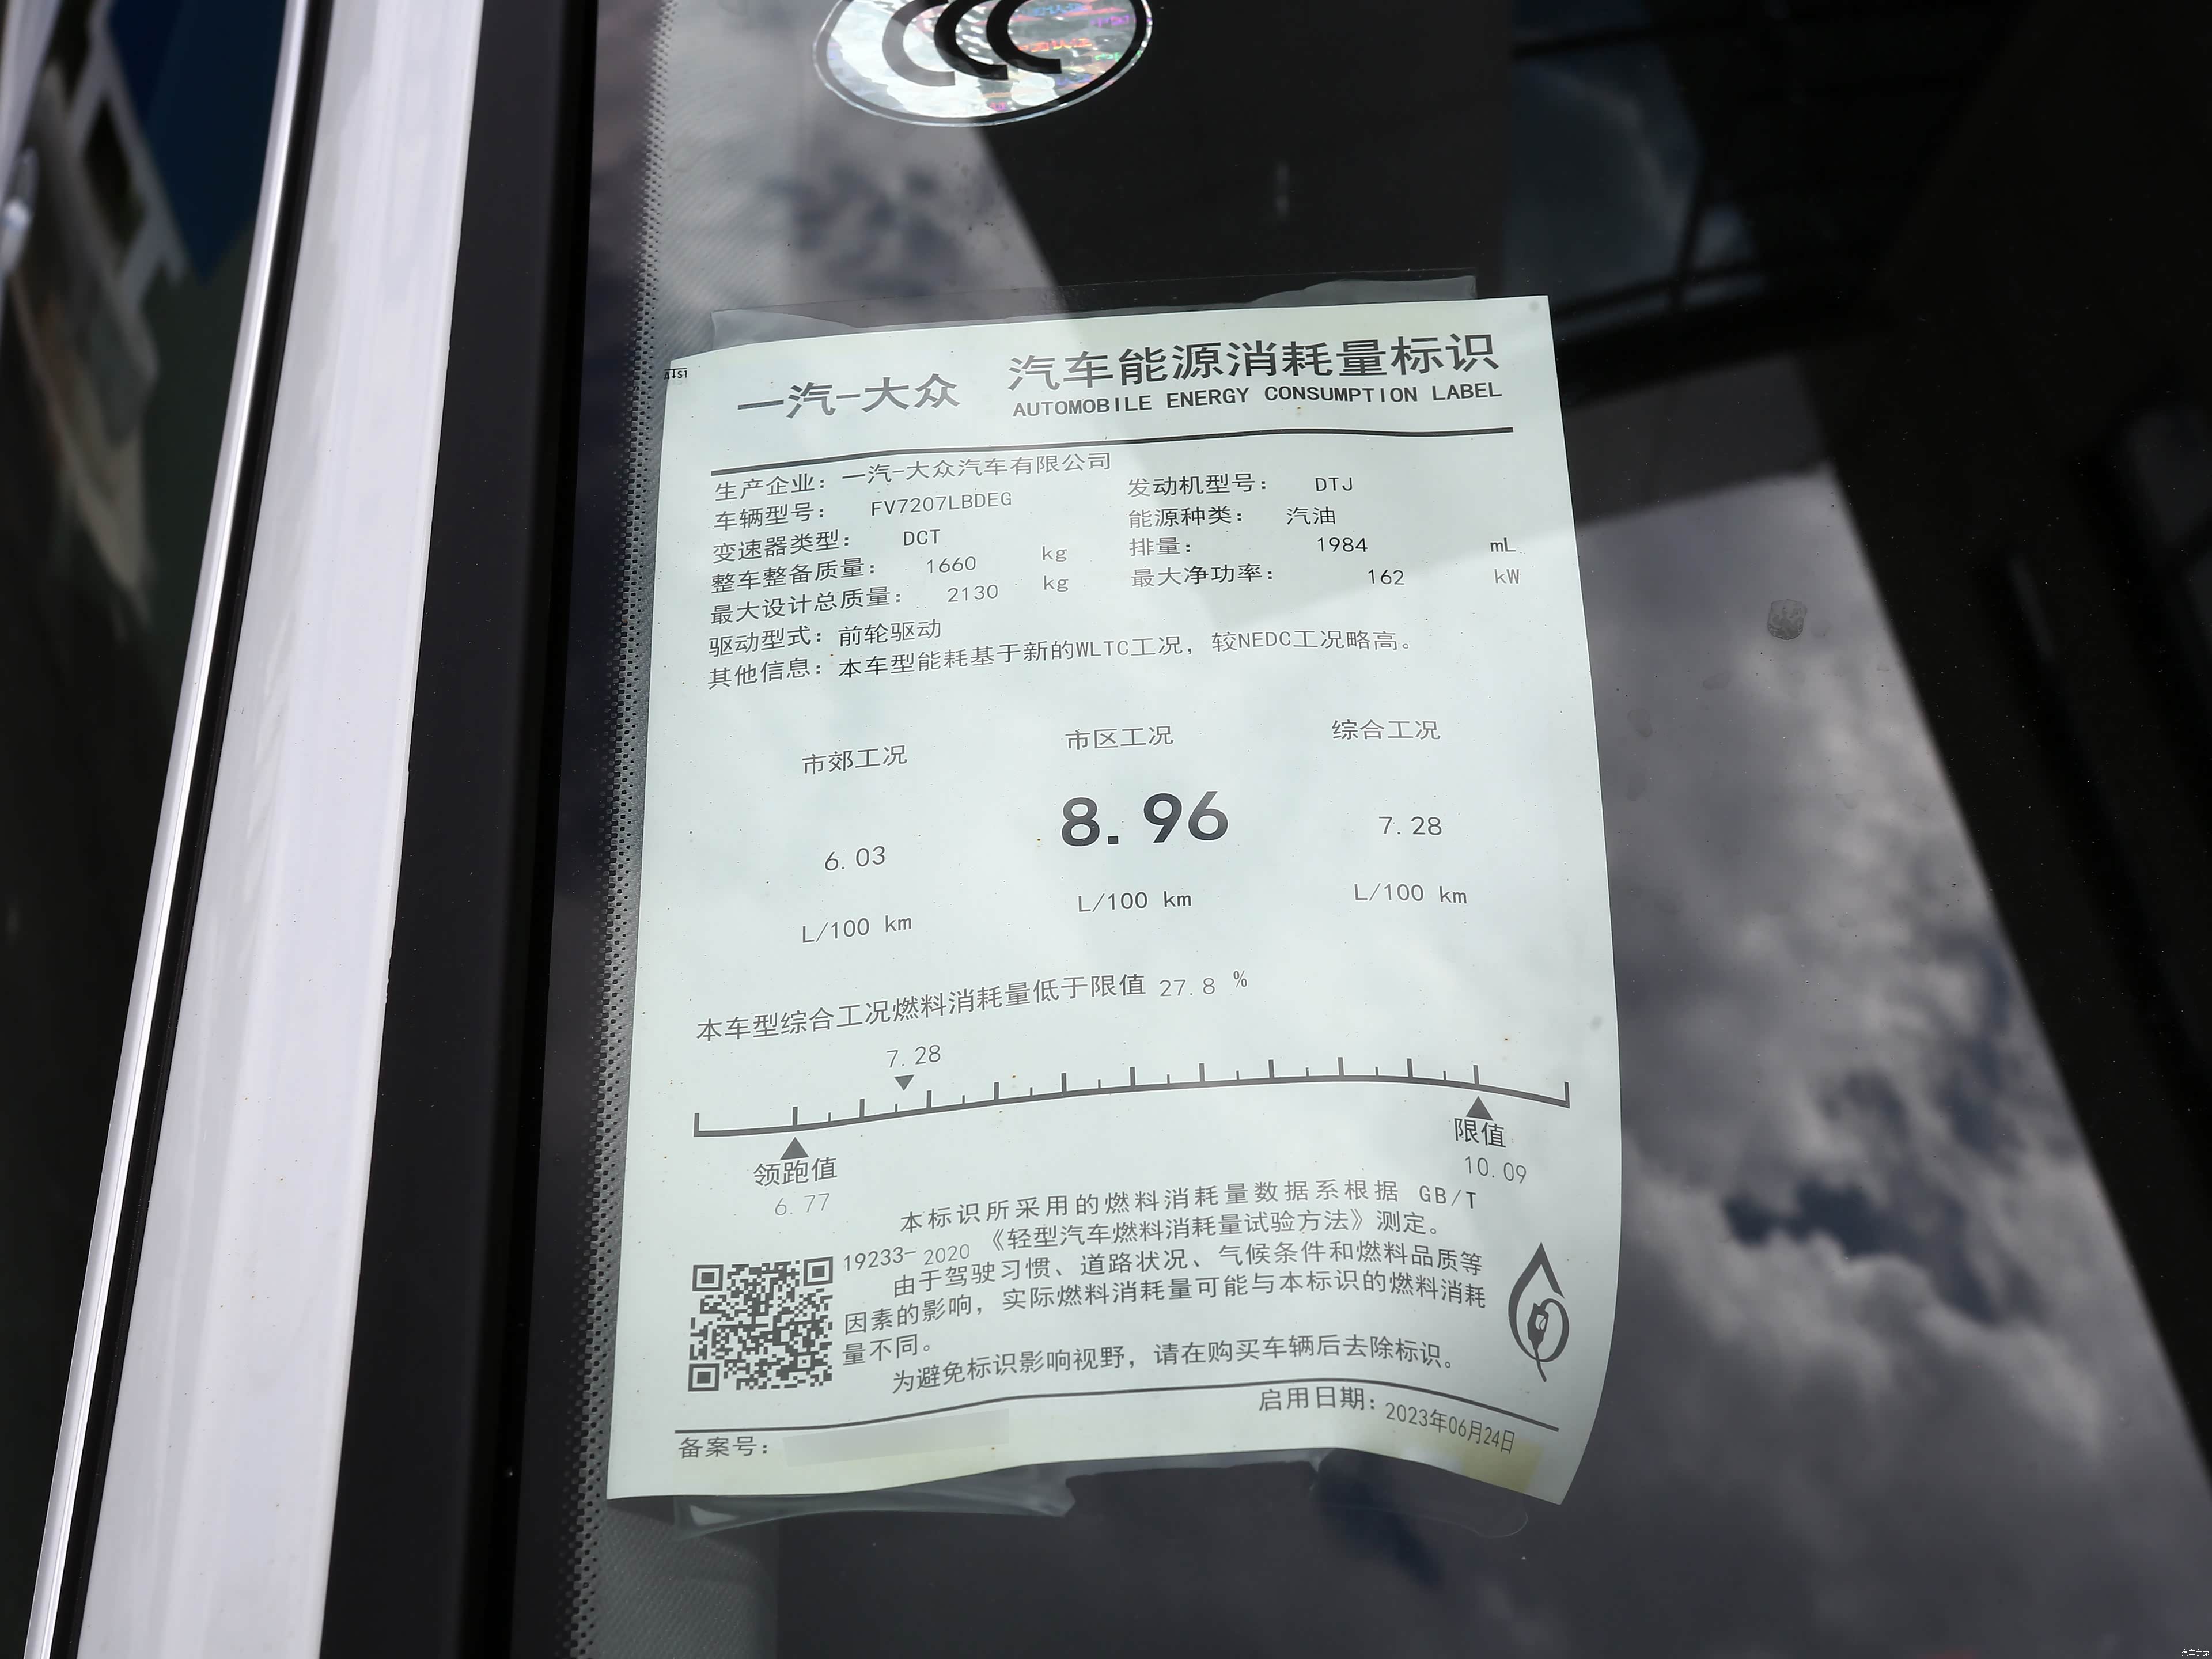 CCC
一汽-大众 汽车能源消耗量标识
AUTOMOBILE ENERGY CONSUMPTION LABEL
生产企业：一汽-大众汽车有限公司
车辆型号： FV7207LBDEG 发动机型号： DTJ
变速器类型： DCT 能源种类： 汽油
整车整备质量： 1660 kg 排量： 1984 mL
最大设计总质量： 2130 kg 最大净功率： 162 kW
驱动型式：前轮驱动
其他信息：本车型能耗基于新的WLTC工况，较NEDC工况略高。
市郊工况 市区工况 综合工况
6.03 8.96 7.28
L/100 km L/100 km L/100 km
本车型综合工况燃料消耗量低于限值 27.8 %
7.28
领跑值 限值
6.77 10.09
本标识所采用的燃料消耗量数据系根据 GB/T
19233-2020《轻型汽车燃料消耗量试验方法》测定。
由于驾驶习惯、道路状况、气候条件和燃料品质等
因素的影响，实际燃料消耗量可能与本标识的燃料消耗
量不同。
为避免标识影响视野，请在购买车辆后去除标识。
备案号： 启用日期：2023年06月24日
汽车之家